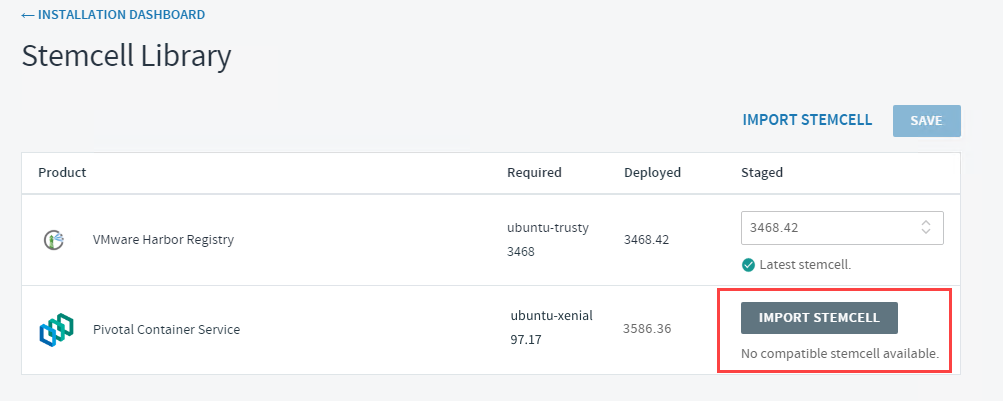 ← INSTALLATION DASHBOARD
Stemcell Library
IMPORT STEMCELL SAVE
Product Required Deployed Staged
VMware Harbor Registry
ubuntu-trusty
3468
3468.42
3468.42
Latest stemcell.
Pivotal Container Service
ubuntu-xenial
97.17
3586.36
IMPORT STEMCELL
No compatible stemcell available.